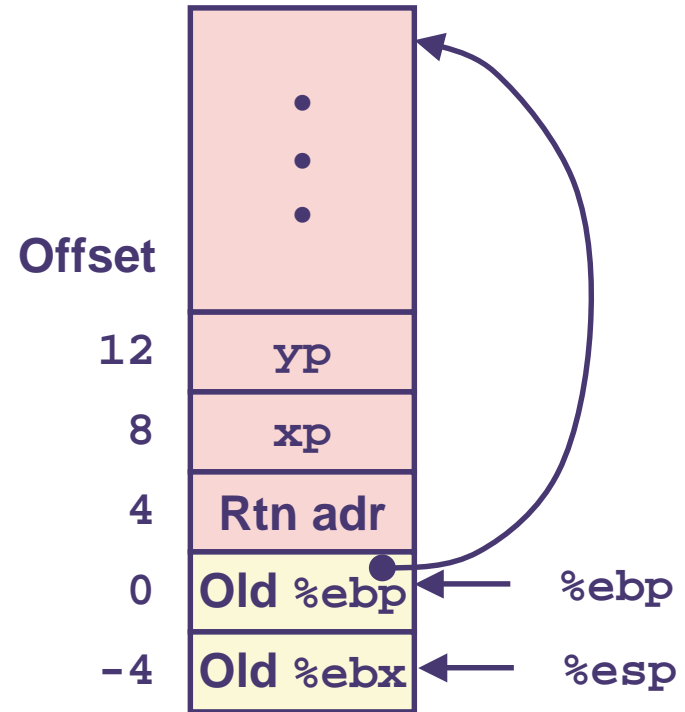 Offset
12 yp
8 xp
4 Rtn adr
0 Old %ebp %ebp
-4 Old %ebx %esp